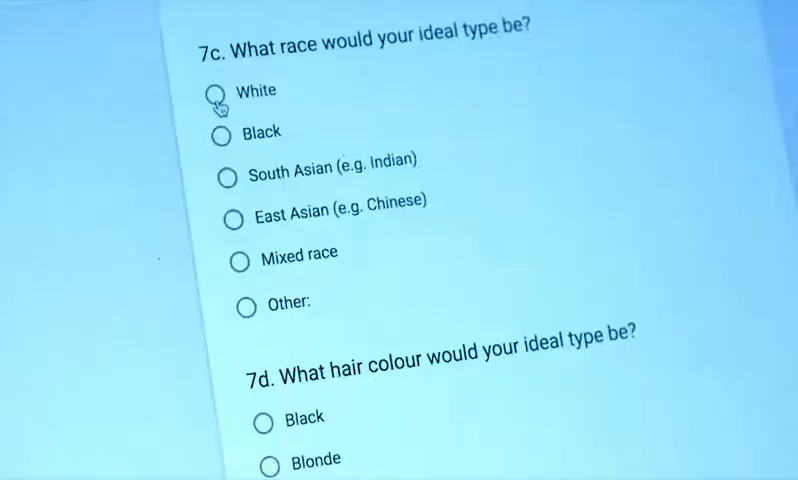 7c. What race would your ideal type be?
White
Black
South Asian (e.g. Indian)
East Asian (e.g. Chinese)
Mixed race
Other:
7d. What hair colour would your ideal type be?
Black
Blonde